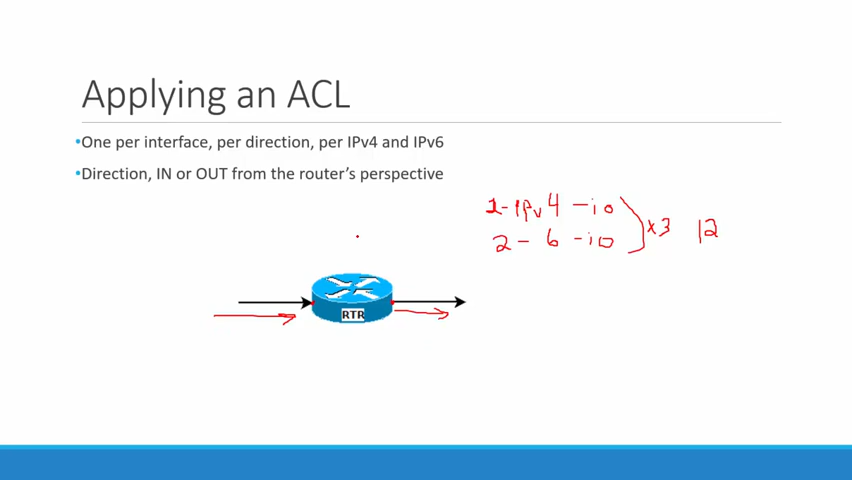 Applying an ACL
•One per interface, per direction, per IPv4 and IPv6
•Direction, IN or OUT from the router's perspective
2-IPv4 -io
2- 6 -io
x3 12
RTR